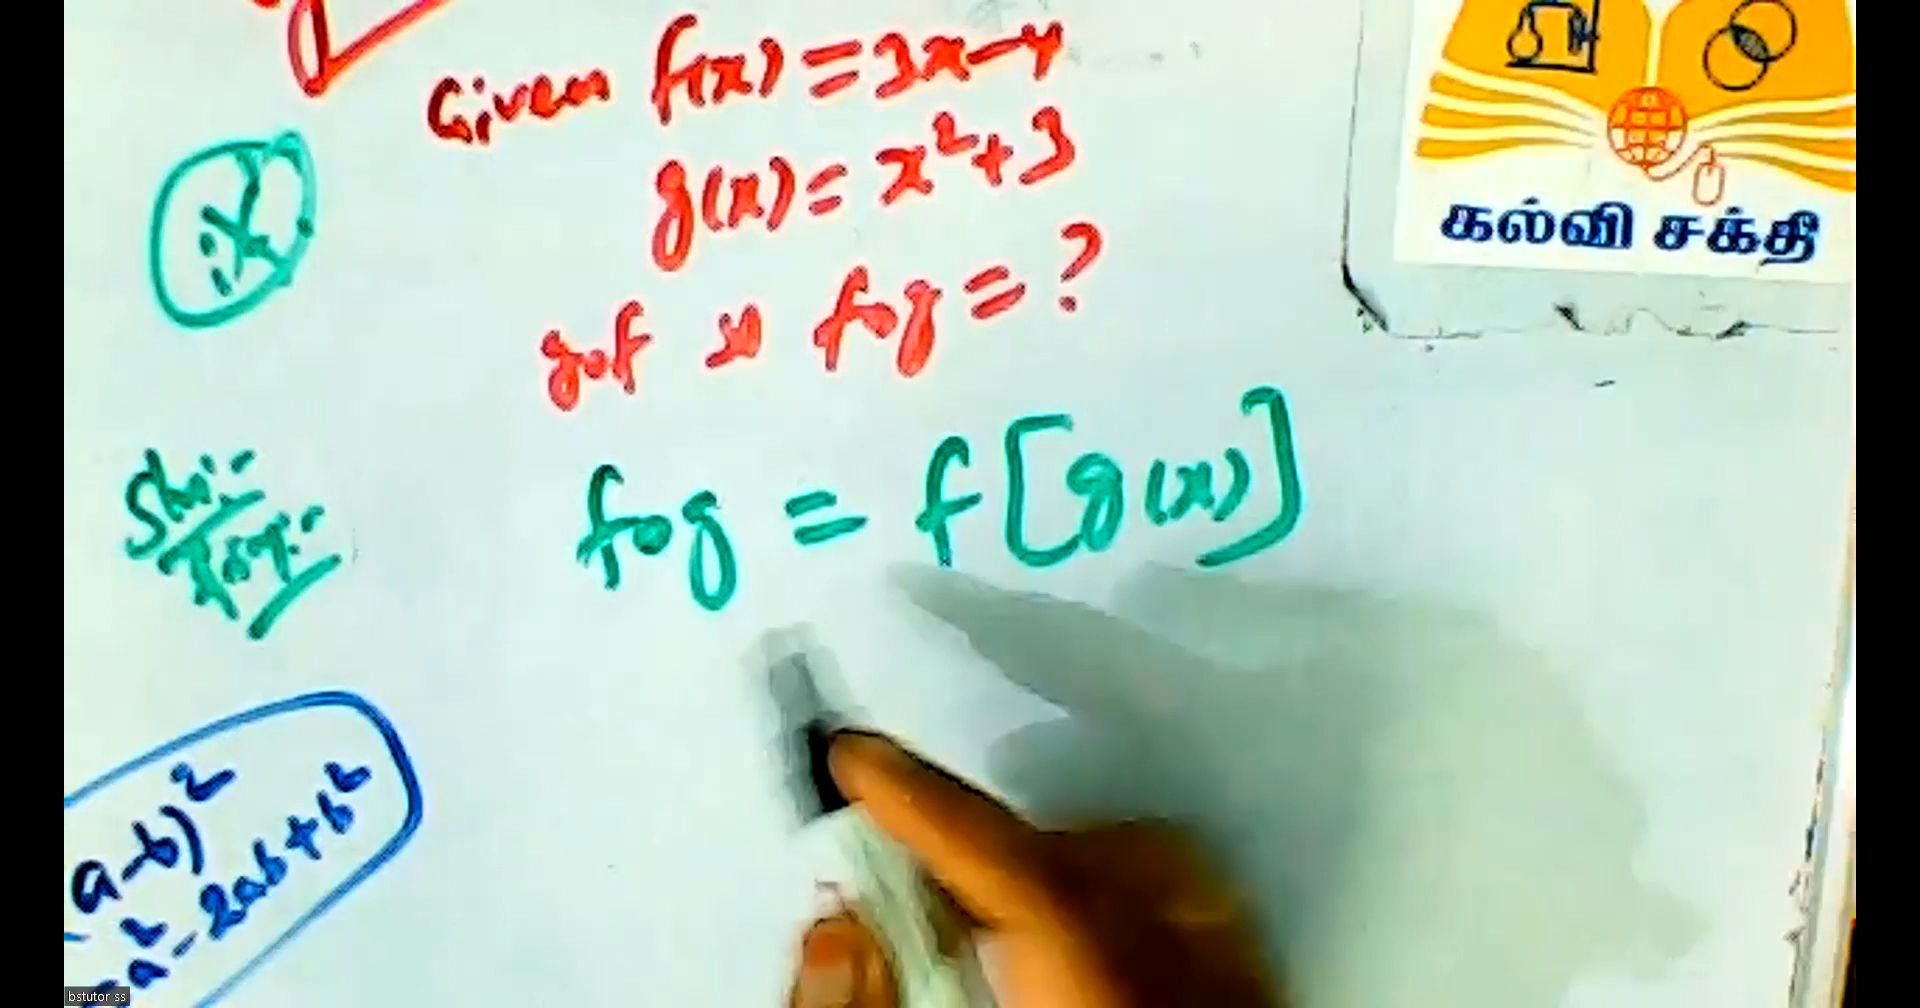 Given f(x) = 3x-4
g(x) = x²+3
gof fog = ?
fog = f[g(x)]
(a-b)²
a²-2ab+b²
கல்வி சக்தீ
bstutor ss